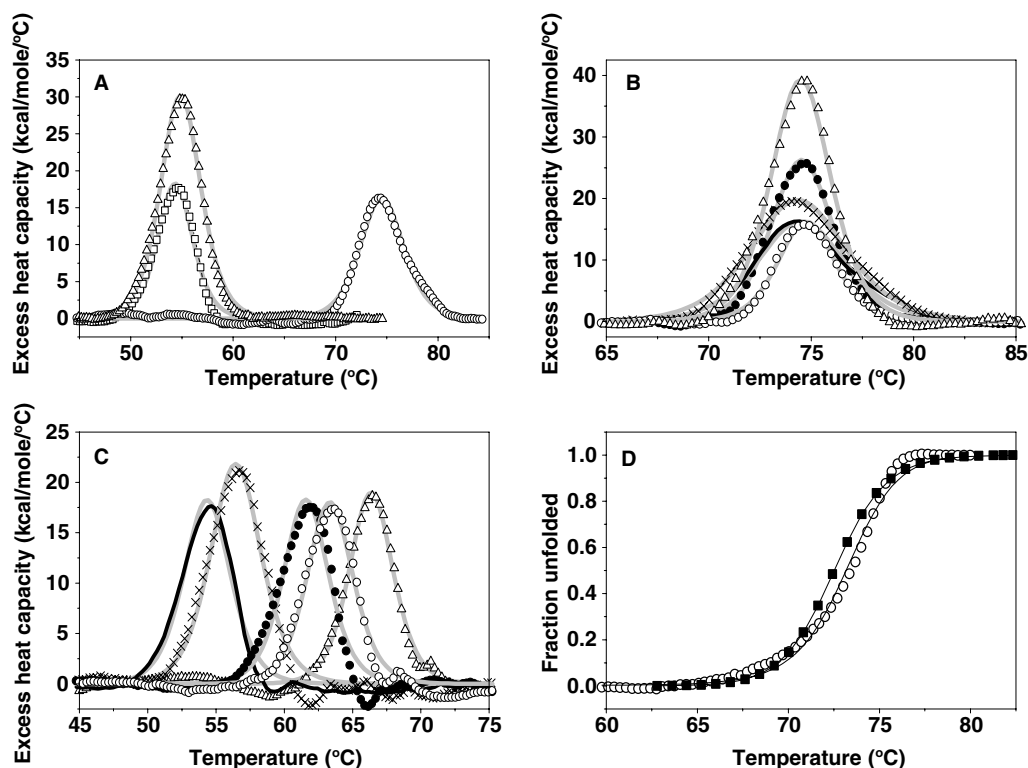 A
Excess heat capacity (kcal/mole/°C)
35
30
25
20
15
10
5
0
50 60 70 80
Temperature (°C)
B
Excess heat capacity (kcal/mole/°C)
40
30
20
10
0
65 70 75 80 85
Temperature (°C)
C
Excess heat capacity (kcal/mole/°C)
25
20
15
10
5
0
45 50 55 60 65 70 75
Temperature (°C)
D
Fraction unfolded
1.0
0.8
0.6
0.4
0.2
0.0
60 65 70 75 80
Temperature (°C)